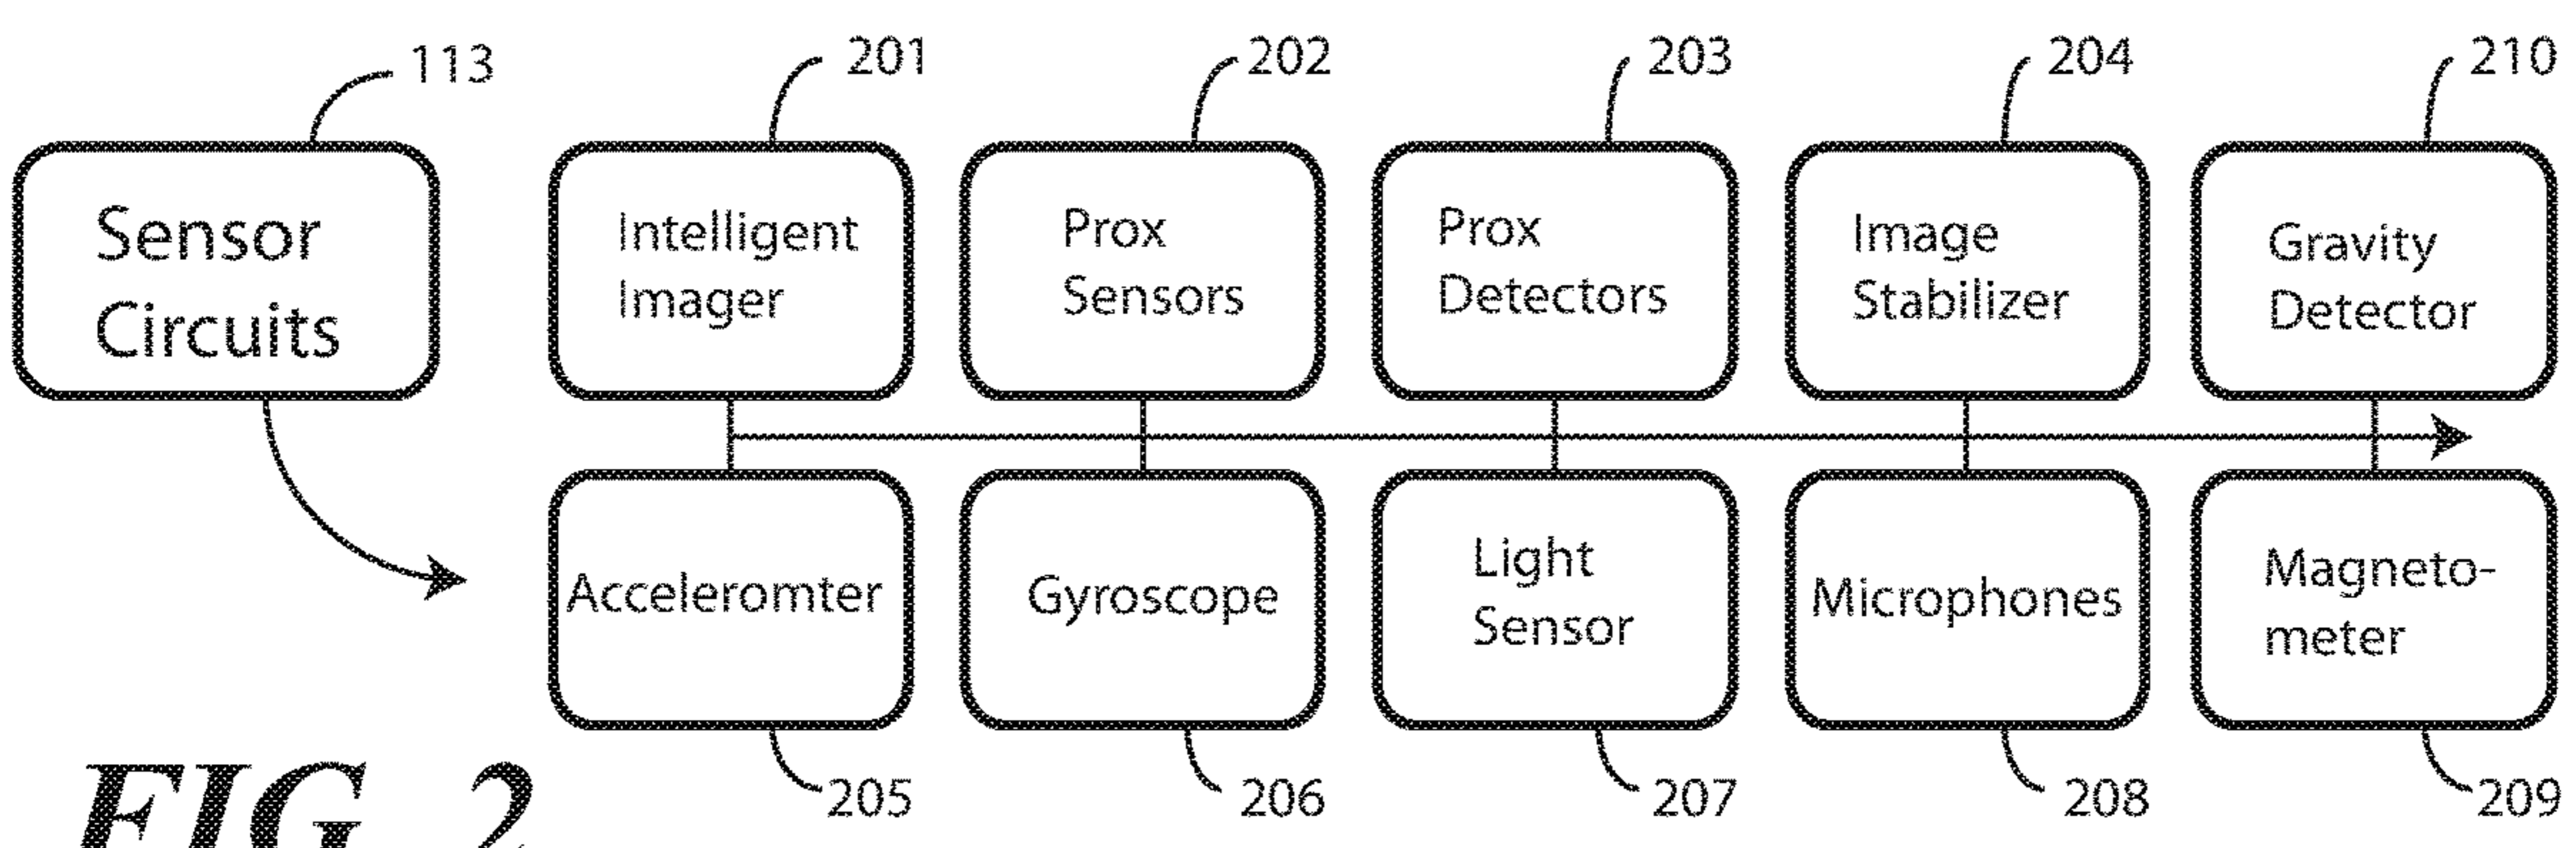 113
201
202
203
204
210
Sensor
Circuits
Intelligent
Imager
Prox
Sensors
Prox
Detectors
Image
Stabilizer
Gravity
Detector
Acceleromter
Gyroscope
Light
Sensor
Microphones
Magneto-
meter
205
206
207
208
209
FIG. 2